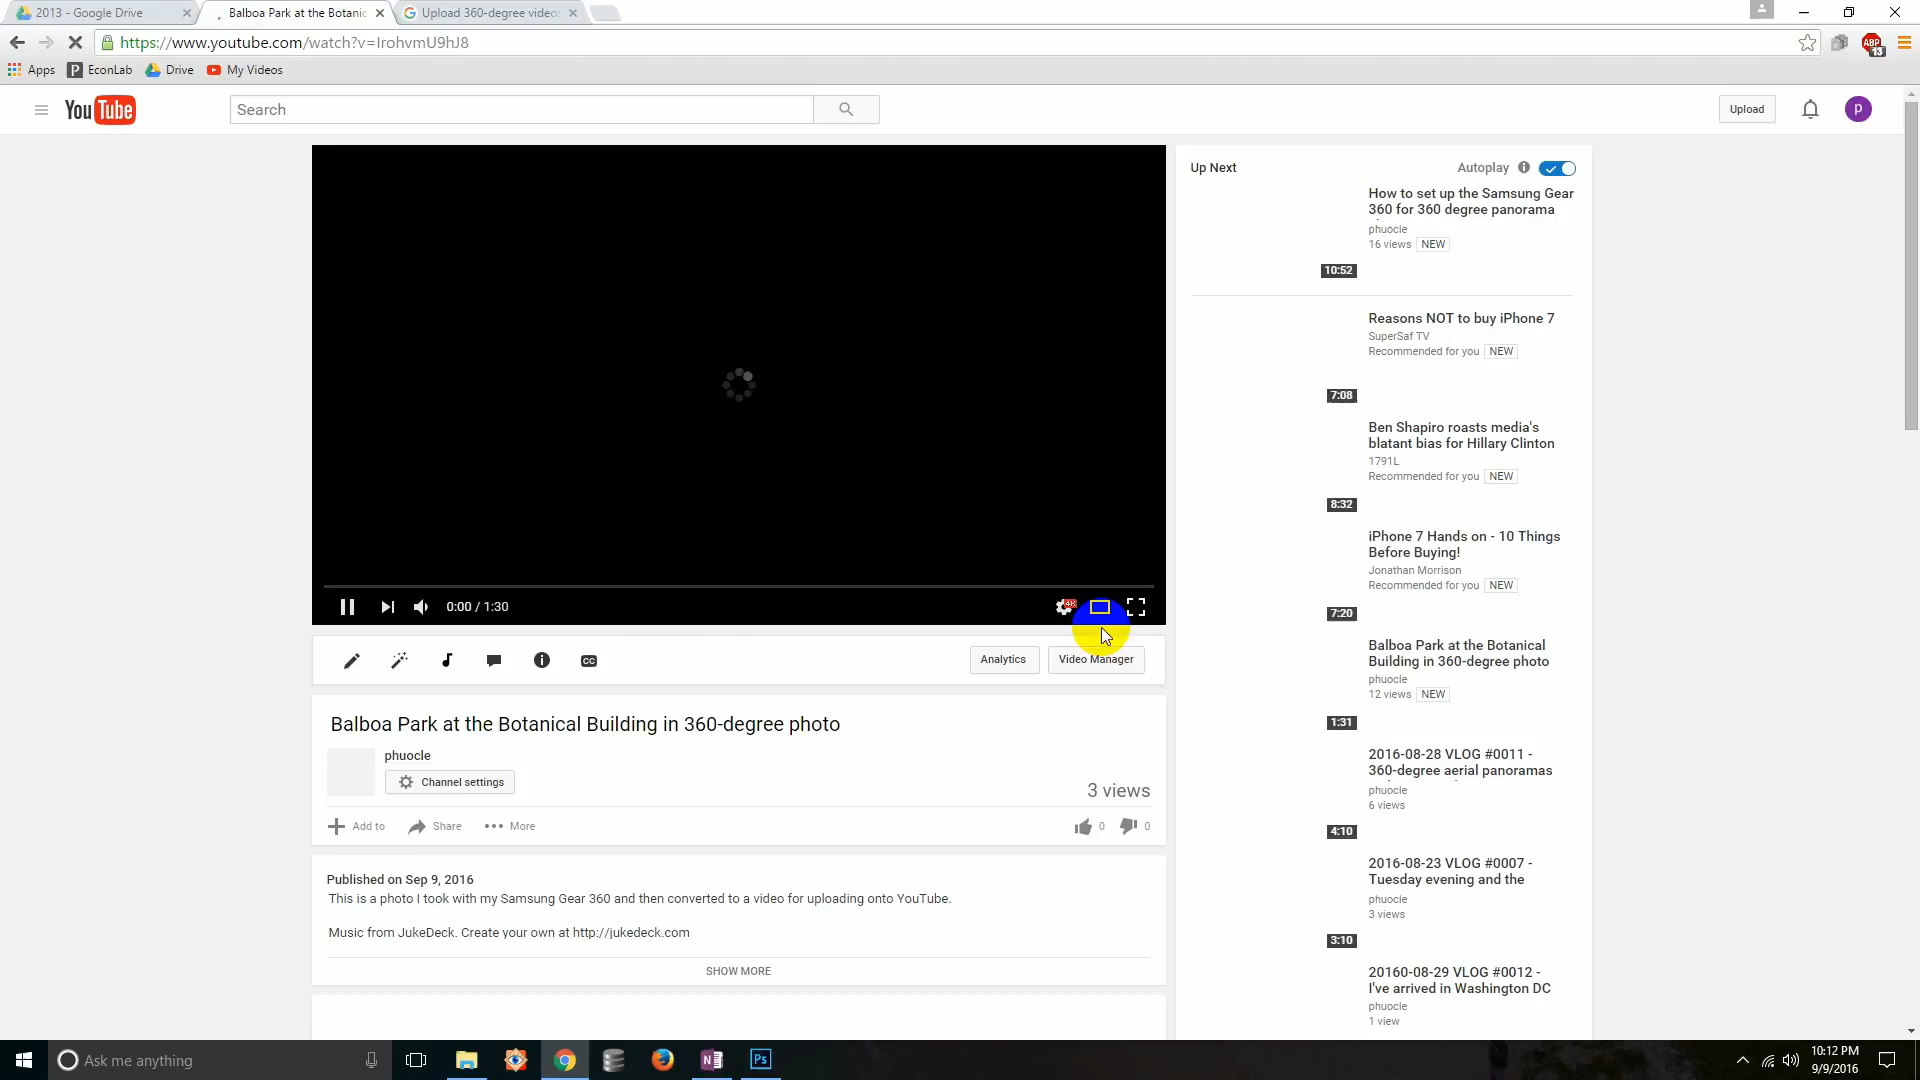 2013 - Google Drive
Balboa Park at the Botanic
Upload 360-degree video
https://www.youtube.com/watch?v=IrohvmU9hJ8
ABP
13
Apps
EconLab
Drive
My Videos
YouTube
Search
Upload
p
Up Next
Autoplay
How to set up the Samsung Gear
360 for 360 degree panorama
phuocle
16 views NEW
10:52
Reasons NOT to buy iPhone 7
SuperSaf TV
Recommended for you NEW
7:08
Ben Shapiro roasts media's
blatant bias for Hillary Clinton
1791L
Recommended for you NEW
8:32
iPhone 7 Hands on - 10 Things
Before Buying!
Jonathan Morrison
Recommended for you NEW
7:20
Balboa Park at the Botanical
Building in 360-degree photo
phuocle
12 views NEW
1:31
2016-08-28 VLOG #0011 -
360-degree aerial panoramas
phuocle
6 views
4:10
2016-08-23 VLOG #0007 -
Tuesday evening and the
phuocle
3 views
3:10
20160-08-29 VLOG #0012 -
I've arrived in Washington DC
phuocle
1 view
0:00 / 1:30
4K
CC
Analytics
Video Manager
Balboa Park at the Botanical Building in 360-degree photo
phuocle
Channel settings
3 views
Add to
Share
More
0
0
Published on Sep 9, 2016
This is a photo I took with my Samsung Gear 360 and then converted to a video for uploading onto YouTube.
Music from JukeDeck. Create your own at http://jukedeck.com
SHOW MORE
Ask me anything
N
Ps
10:12 PM
9/9/2016